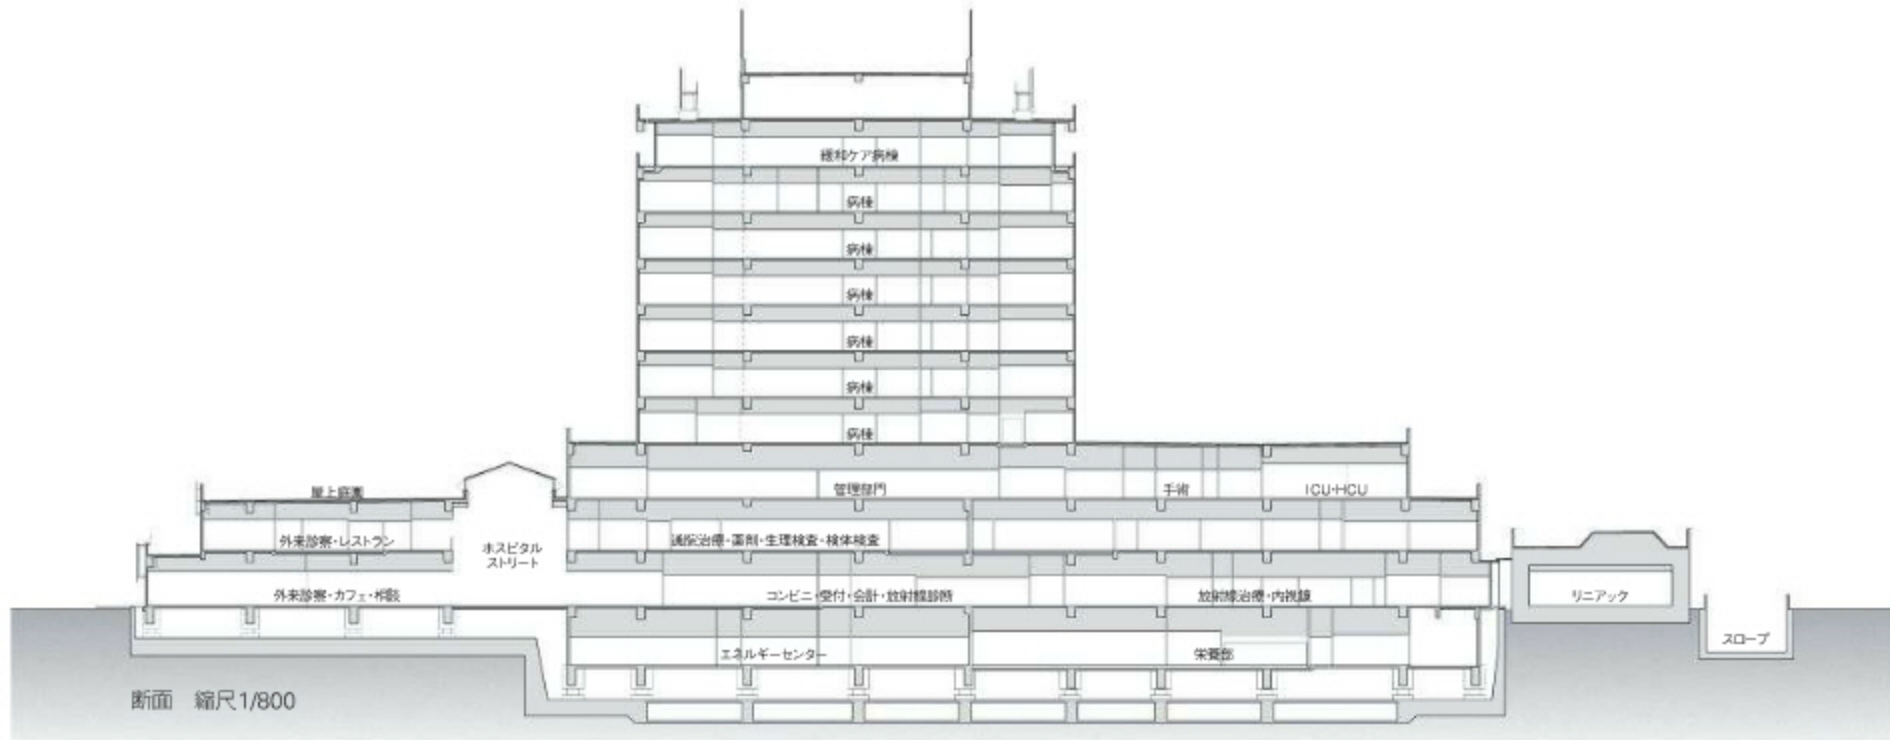 緩和ケア病棟
病棟
病棟
病棟
病棟
病棟
病棟
管理部門
手術
ICU・HCU
屋上庭園
外来診察・レストラン
ホスピタル
ストリート
通院治療・薬剤・生理検査・検体検査
外来診察・カフェ・相談
コンビニ・受付・会計・放射線診断
放射線治療・内視鏡
リニアック
スロープ
エネルギーセンター
栄養部
断面 縮尺1/800